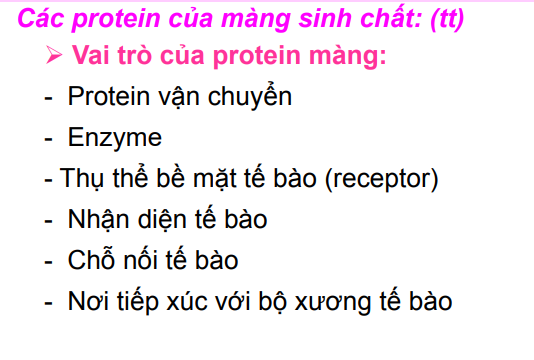 Các protein của màng sinh chất: (tt)
➢ Vai trò của protein màng:
- Protein vận chuyển
- Enzyme
- Thụ thể bề mặt tế bào (receptor)
- Nhận diện tế bào
- Chỗ nối tế bào
- Nơi tiếp xúc với bộ xương tế bào